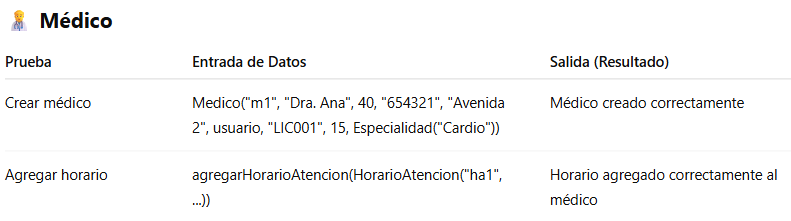 Médico
Prueba Entrada de Datos Salida (Resultado)
Crear médico Medico("m1", "Dra. Ana", 40, "654321", "Avenida Médico creado correctamente
2", usuario, "LIC001", 15, Especialidad("Cardio"))
Agregar horario agregarHorarioAtencion(HorarioAtencion("ha1", Horario agregado correctamente al
...)) médico